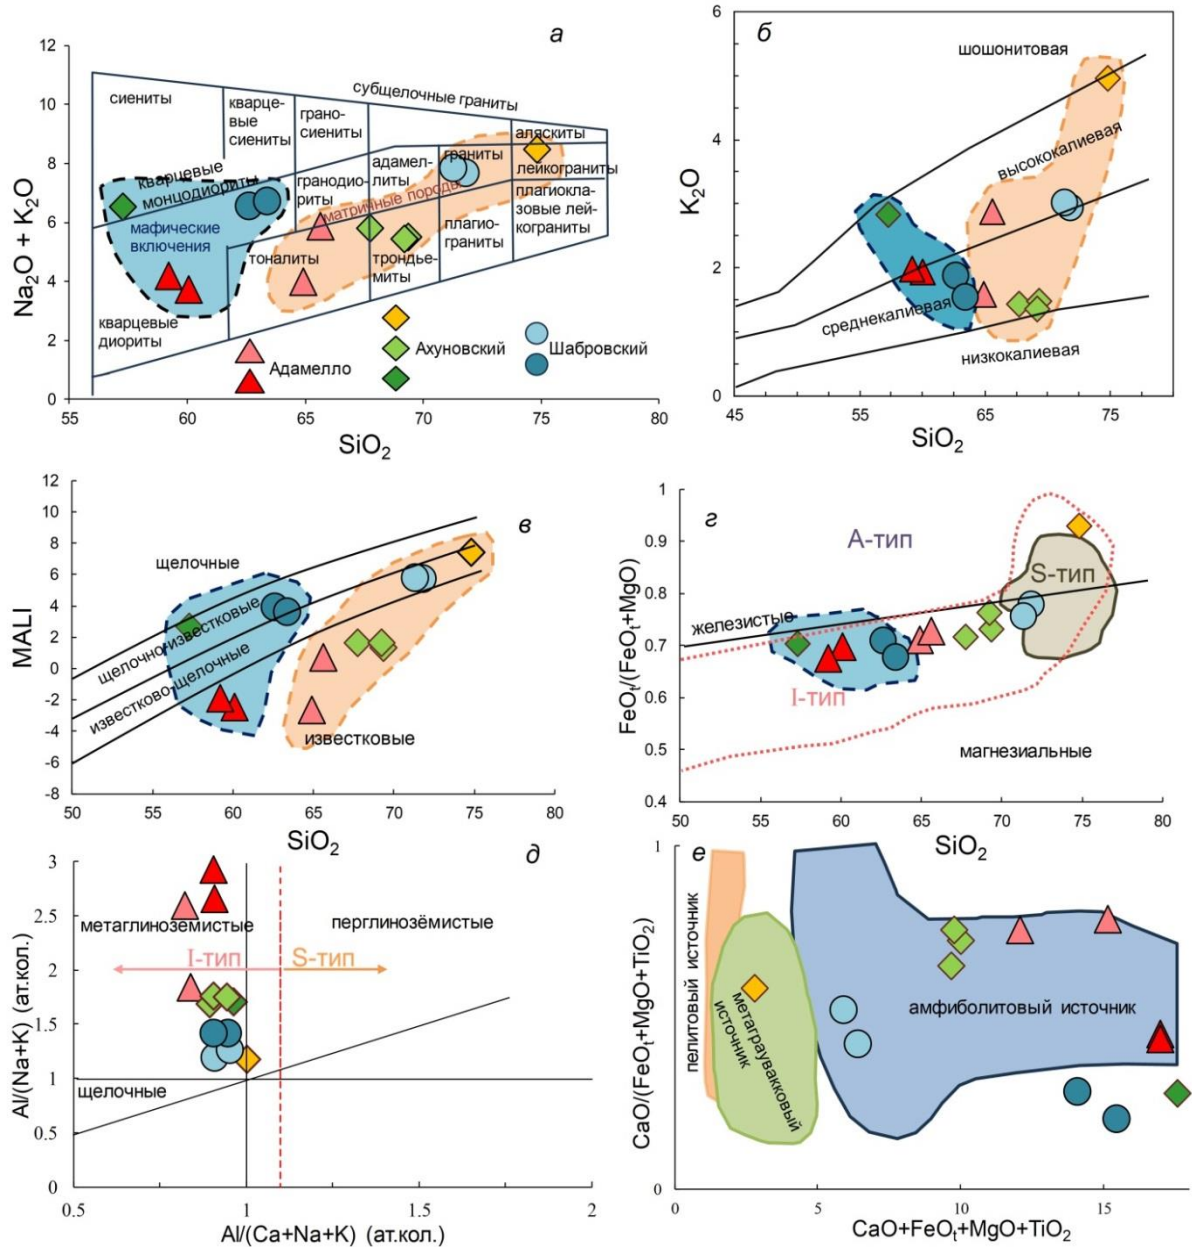 а
Na₂O + K₂O
12
10
8
6
4
2
0
сиениты
кварце-
вые
сиениты
грано-
сиениты
субщелочные граниты
аляскиты
граниты
лейкограниты
адамел-
литы
кварцевые
монцодиориты
гранодио-
риты
матричные породы
плагиокла-
зовые лей-
кограниты
плагио-
граниты
мафические
включения
тоналиты
трондье-
миты
кварцевые
диориты
Адамелло
Ахуновский
Шабровский
55
60
65
70
75
80
SiO₂
б
K₂O
6
4
2
0
шошонитовая
высококалиевая
среднекалиевая
низкокалиевая
45
55
65
75
SiO₂
в
MALI
12
10
8
6
4
2
0
-2
-4
-6
-8
щелочные
щелочно-известковые
известково-щелочные
известковые
50
55
60
65
70
75
80
SiO₂
г
FeOₜ/(FeOₜ+MgO)
1
0.9
0.8
0.7
0.6
0.5
0.4
А-тип
S-тип
железистые
I-тип
магнезиальные
50
55
60
65
70
75
80
SiO₂
д
Al/(Na+K) (ат.кол.)
3
2.5
2
1.5
1
0.5
0
метаглинозёмистые
перглинозёмистые
I-тип
S-тип
щелочные
0.5
1
1.5
2
Al/(Ca+Na+K) (ат.кол.)
е
CaO/(FeOₜ+MgO+TiO₂)
1
0
пелитовый источник
метаграувакковый
источник
амфиболитовый источник
0
5
10
15
CaO+FeOₜ+MgO+TiO₂